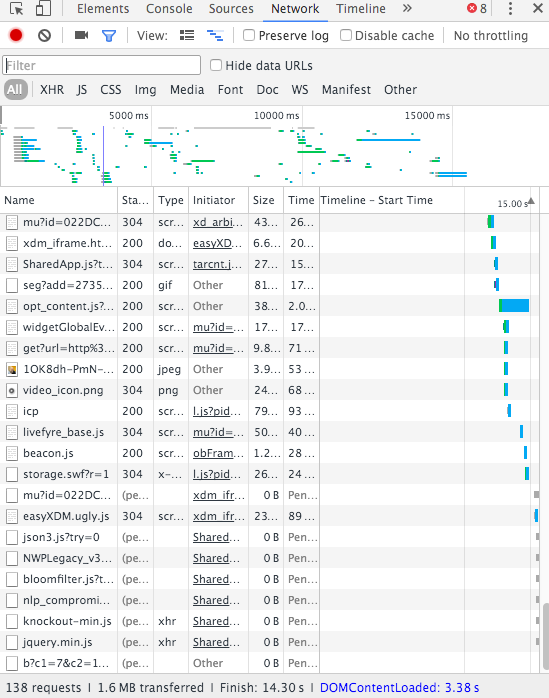 Elements Console Sources Network Timeline » 8
View: Preserve log Disable cache No throttling
Filter Hide data URLs
All XHR JS CSS Img Media Font Doc WS Manifest Other
5000 ms 10000 ms 15000 ms
Name Sta... Type Initiator Size Time Timeline – Start Time 15.00 s
mu?id=022DC... 304 scr... xd_arbi... 43... 26...
xdm_iframe.ht... 200 do... easyXD... 6.6... 20...
SharedApp.js?t... 304 scr... tarcnt.j... 27... 15...
seg?add=2735... 200 gif Other 81... 17...
opt_content.js?... 200 scr... Other 38... 2.0...
widgetGlobalEv... 200 scr... mu?id=... 17... 17...
get?url=http%3... 200 scr... mu?id=... 9.8... 71 ...
1OK8dh-PmN-... 200 jpeg Other 3.9... 53 ...
video_icon.png 304 png Other 24... 68 ...
icp 200 scr... l.js?pid... 79... 93 ...
livefyre_base.js 304 scr... mu?id=... 50... 40 ...
beacon.js 200 scr... obFram... 1.2... 28 ...
storage.swf?r=1 304 x-... l.js?pid... 26... 24 ...
mu?id=022DC... (pe... xdm_ifr... 0 B Pen...
easyXDM.ugly.js 304 scr... xdm_ifr... 23... 89 ...
json3.js?try=0 (pe... Shared... 0 B Pen...
NWPLegacy_v3... (pe... Shared... 0 B Pen...
bloomfilter.js?t... (pe... Shared... 0 B Pen...
nlp_compromi... (pe... Shared... 0 B Pen...
knockout-min.js (pe... xhr Shared... 0 B Pen...
jquery.min.js (pe... xhr Shared... 0 B Pen...
b?c1=7&c2=1... (pe... Other 0 B Pen...
138 requests | 1.6 MB transferred | Finish: 14.30 s | DOMContentLoaded: 3.38 s